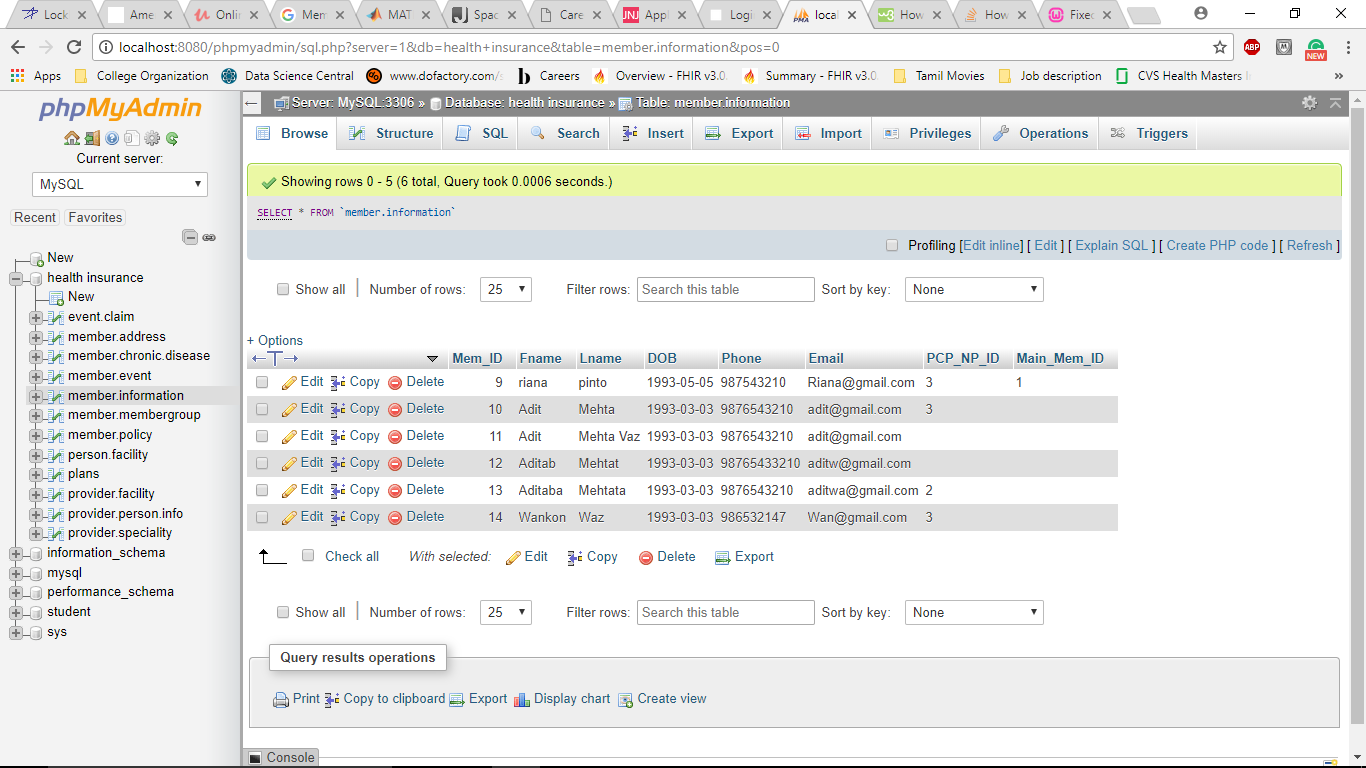 Lock Ame Onlin Mem MAT Spac Care Appl Logi local How How Fixec
localhost:8080/phpmyadmin/sql.php?server=1&db=health+insurance&table=member.information&pos=0
ABP NEW
Apps College Organization Data Science Central www.dofactory.com/s Careers Overview - FHIR v3.0 Summary - FHIR v3.0. Tamil Movies Job description CVS Health Masters I »
phpMyAdmin
Current server:
MySQL
Recent Favorites
New
health insurance
New
event.claim
member.address
member.chronic.disease
member.event
member.information
member.membergroup
member.policy
person.facility
plans
provider.facility
provider.person.info
provider.speciality
information_schema
mysql
performance_schema
student
sys
Server: MySQL:3306 » Database: health insurance » Table: member.information
Browse Structure SQL Search Insert Export Import Privileges Operations Triggers
Showing rows 0 - 5 (6 total, Query took 0.0006 seconds.)
SELECT * FROM `member.information`
Profiling [Edit inline] [ Edit ] [ Explain SQL ] [ Create PHP code ] [ Refresh ]
Show all Number of rows: 25 Filter rows: Search this table Sort by key: None
+ Options
Mem_ID Fname Lname DOB Phone Email PCP_NP_ID Main_Mem_ID
Edit Copy Delete 9 riana pinto 1993-05-05 987543210 Riana@gmail.com 3 1
Edit Copy Delete 10 Adit Mehta 1993-03-03 9876543210 adit@gmail.com 3
Edit Copy Delete 11 Adit Mehta Vaz 1993-03-03 9876543210 adit@gmail.com
Edit Copy Delete 12 Aditab Mehtat 1993-03-03 98765433210 aditw@gmail.com
Edit Copy Delete 13 Aditaba Mehtata 1993-03-03 9876543210 aditwa@gmail.com 2
Edit Copy Delete 14 Wankon Waz 1993-03-03 986532147 Wan@gmail.com 3
Check all With selected: Edit Copy Delete Export
Show all Number of rows: 25 Filter rows: Search this table Sort by key: None
Query results operations
Print Copy to clipboard Export Display chart Create view
Console